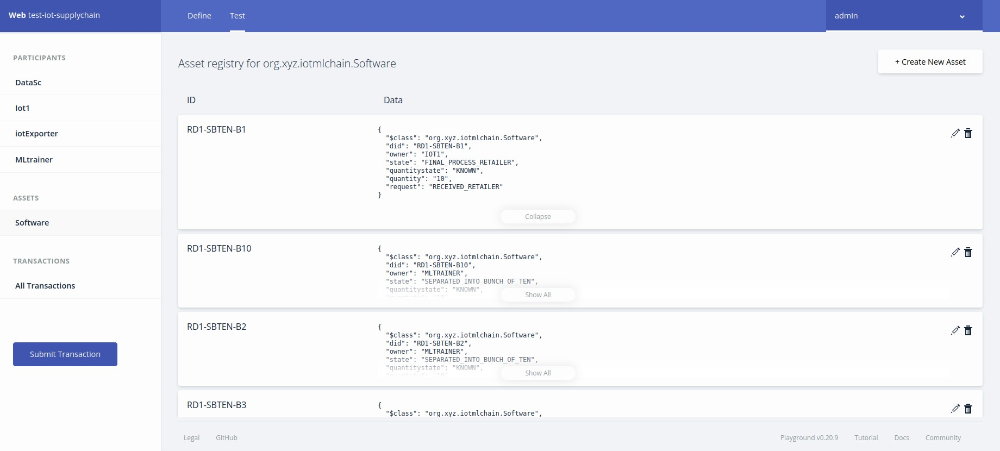 Web test-iot-supplychain
Define
Test
admin
PARTICIPANTS
DataSc
Iot1
iotExporter
MLtrainer
ASSETS
Software
TRANSACTIONS
All Transactions
Submit Transaction
Asset registry for org.xyz.iotmlchain.Software
+ Create New Asset
ID
Data
RD1-SBTEN-B1
{
"$class": "org.xyz.iotmlchain.Software",
"did": "RD1-SBTEN-B1",
"owner": "IOT1",
"state": "FINAL_PROCESS_RETAILER",
"quantitystate": "KNOWN",
"quantity": "10",
"request": "RECEIVED_RETAILER"
}
Collapse
RD1-SBTEN-B10
{
"$class": "org.xyz.iotmlchain.Software",
"did": "RD1-SBTEN-B10",
"owner": "MLTRAINER",
"state": "SEPARATED_INTO_BUNCH_OF_TEN",
"quantitystate": "KNOWN",
Show All
RD1-SBTEN-B2
{
"$class": "org.xyz.iotmlchain.Software",
"did": "RD1-SBTEN-B2",
"owner": "MLTRAINER",
"state": "SEPARATED_INTO_BUNCH_OF_TEN",
"quantitystate": "KNOWN",
Show All
RD1-SBTEN-B3
{
"$class": "org.xyz.iotmlchain.Software",
Legal
GitHub
Playground v0.20.9
Tutorial
Docs
Community